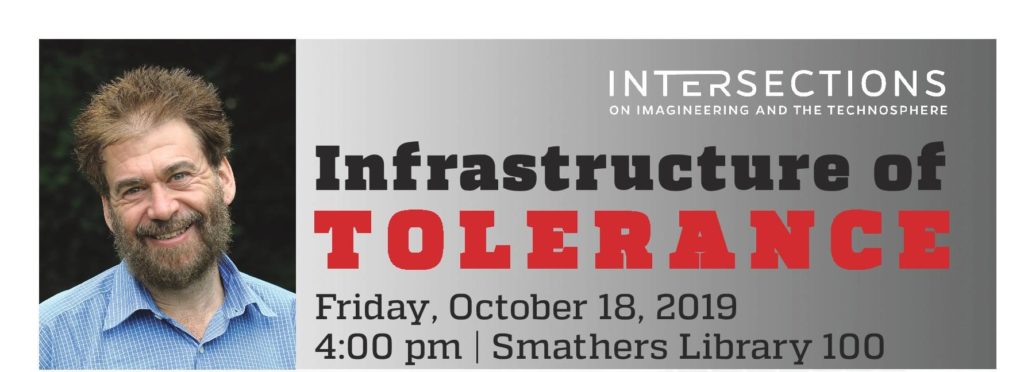 INTERSECTIONS
ON IMAGINEERING AND THE TECHNOSPHERE
Infrastructure of
TOLERANCE
Friday, October 18, 2019
4:00 pm | Smathers Library 100